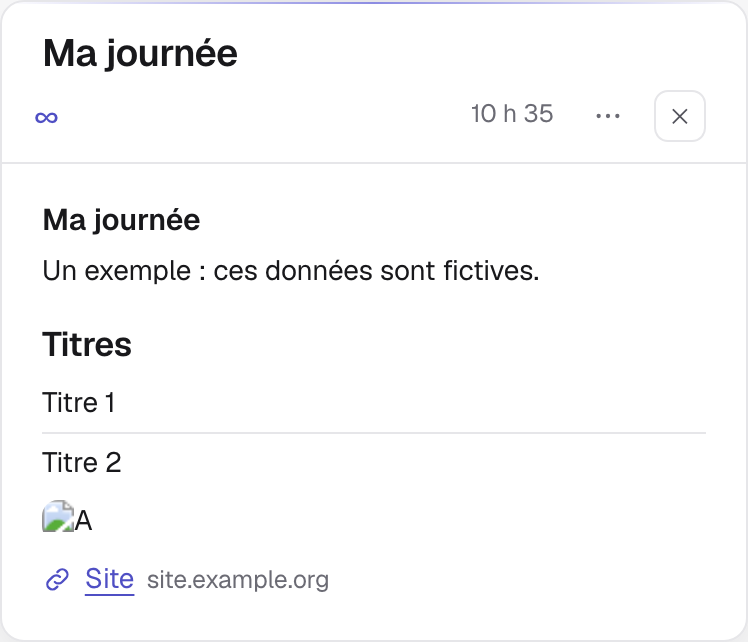 Ma journée
∞
10 h 35
Ma journée
Un exemple : ces données sont fictives.
Titres
Titre 1
Titre 2
A
Site site.example.org